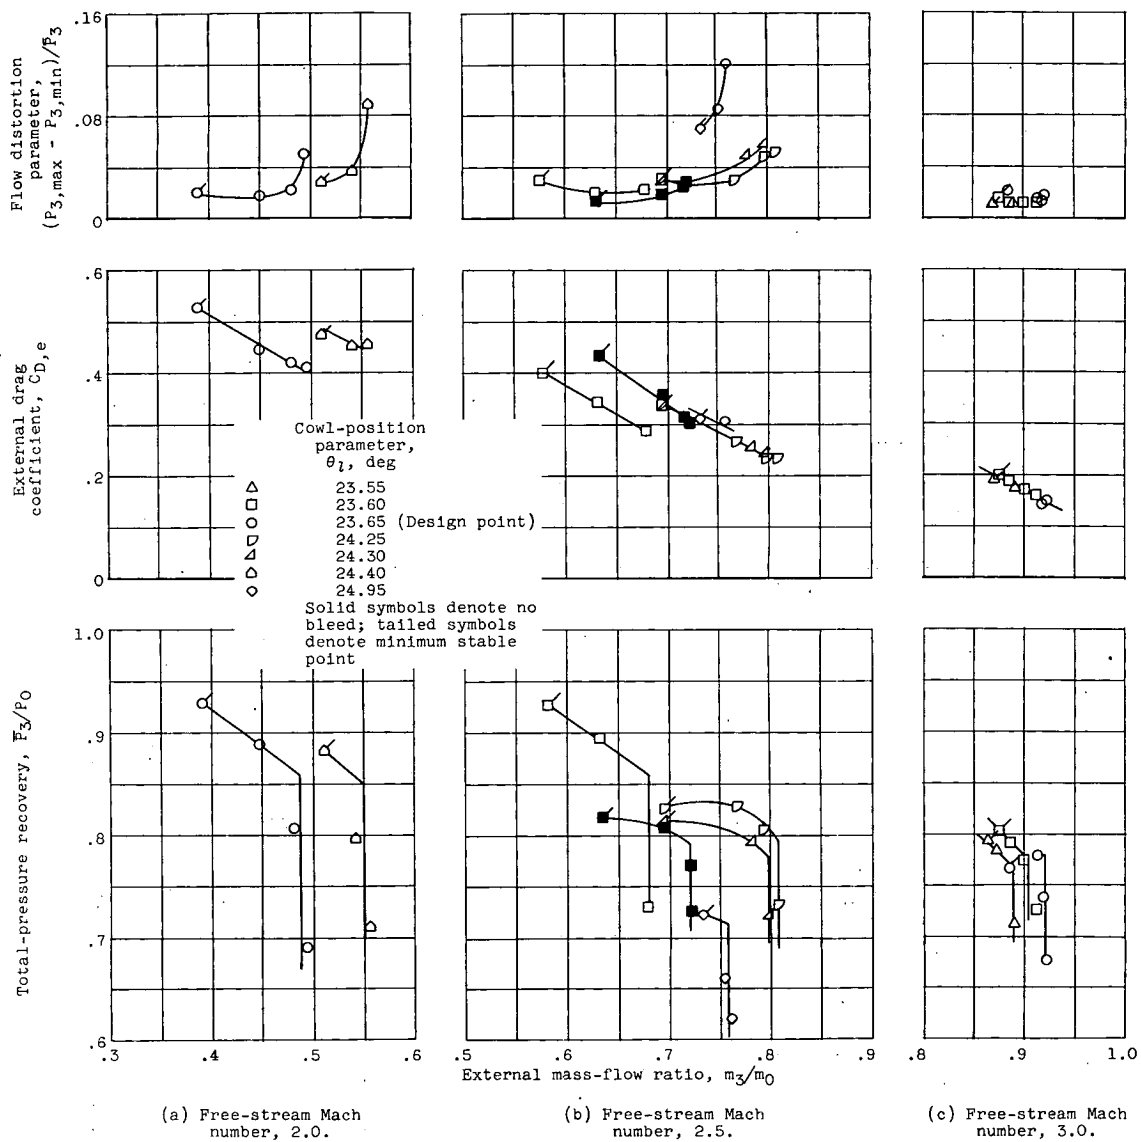 Flow distortion
parameter,
(P3,max - P3,min)/P̄3
.16
.08
0
External drag
coefficient, CD,e
.6
.4
.2
0
Cowl-position
parameter,
θl, deg
23.55
23.60
23.65 (Design point)
24.25
24.30
24.40
24.95
Solid symbols denote no
bleed; tailed symbols
denote minimum stable
point
Total-pressure recovery, P̄3/P0
1.0
.9
.8
.7
.6
.3 .4 .5 .6
.5 .6 .7 .8 .9
.8 .9 1.0
External mass-flow ratio, m3/m0
(a) Free-stream Mach
number, 2.0.
(b) Free-stream Mach
number, 2.5.
(c) Free-stream Mach
number, 3.0.